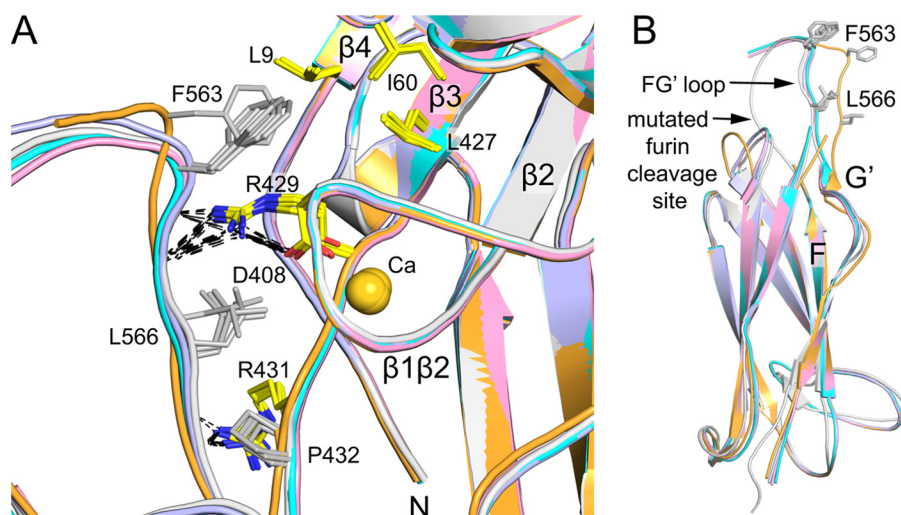 A
L9
β4
I60
F563
β3
L427
R429
β2
Ca
D408
L566
β1β2
R431
P432
N
B
F563
FG' loop
L566
mutated
furin
cleavage
site
G'
F